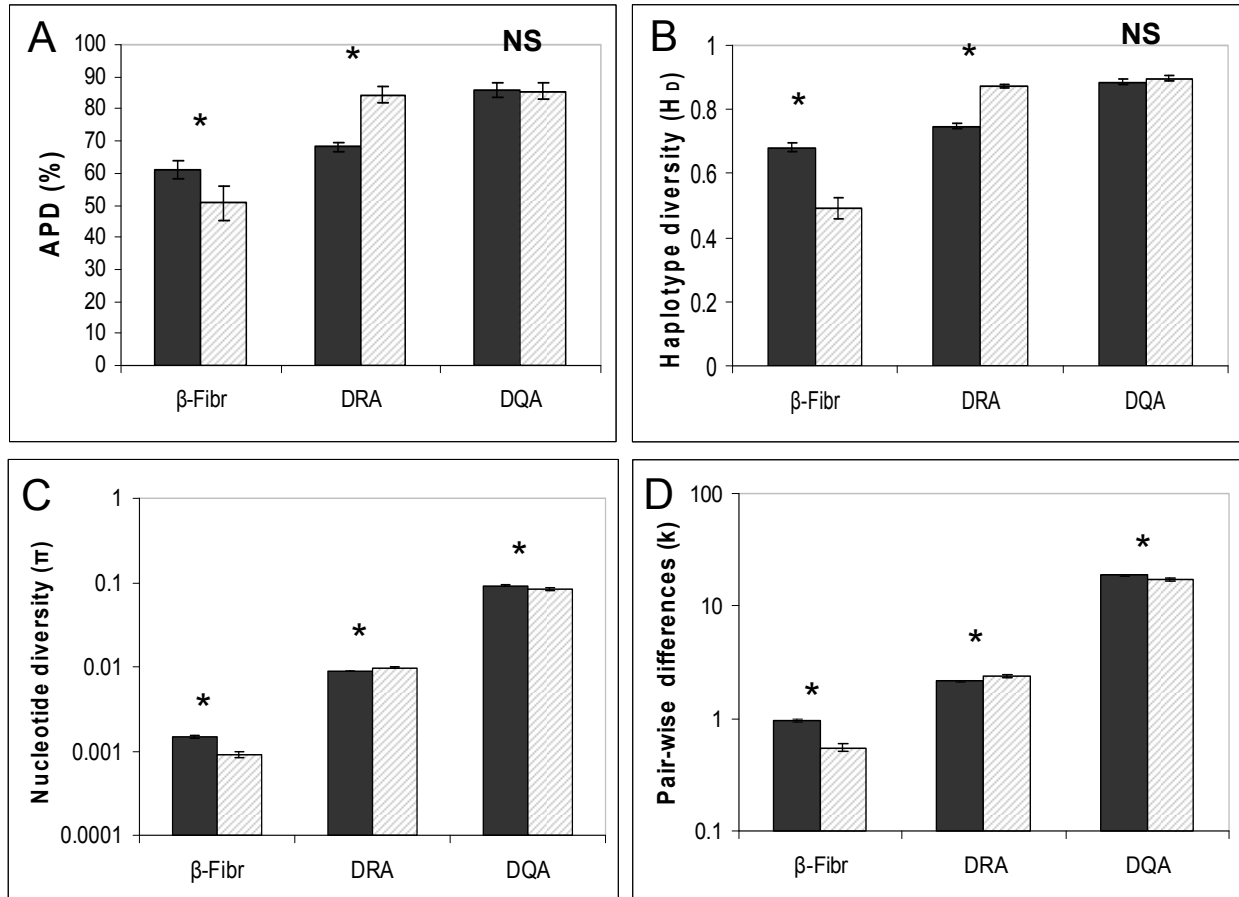 A
APD (%)
100
90
80
70
60
50
40
30
20
10
0
*
*
NS
β-Fibr DRA DQA
B
Haplotype diversity (HD)
1
0.8
0.6
0.4
0.2
0
*
*
NS
β-Fibr DRA DQA
C
Nucleotide diversity (π)
1
0.1
0.01
0.001
0.0001
*
*
*
β-Fibr DRA DQA
D
Pair-wise differences (k)
100
10
1
0.1
*
*
*
β-Fibr DRA DQA